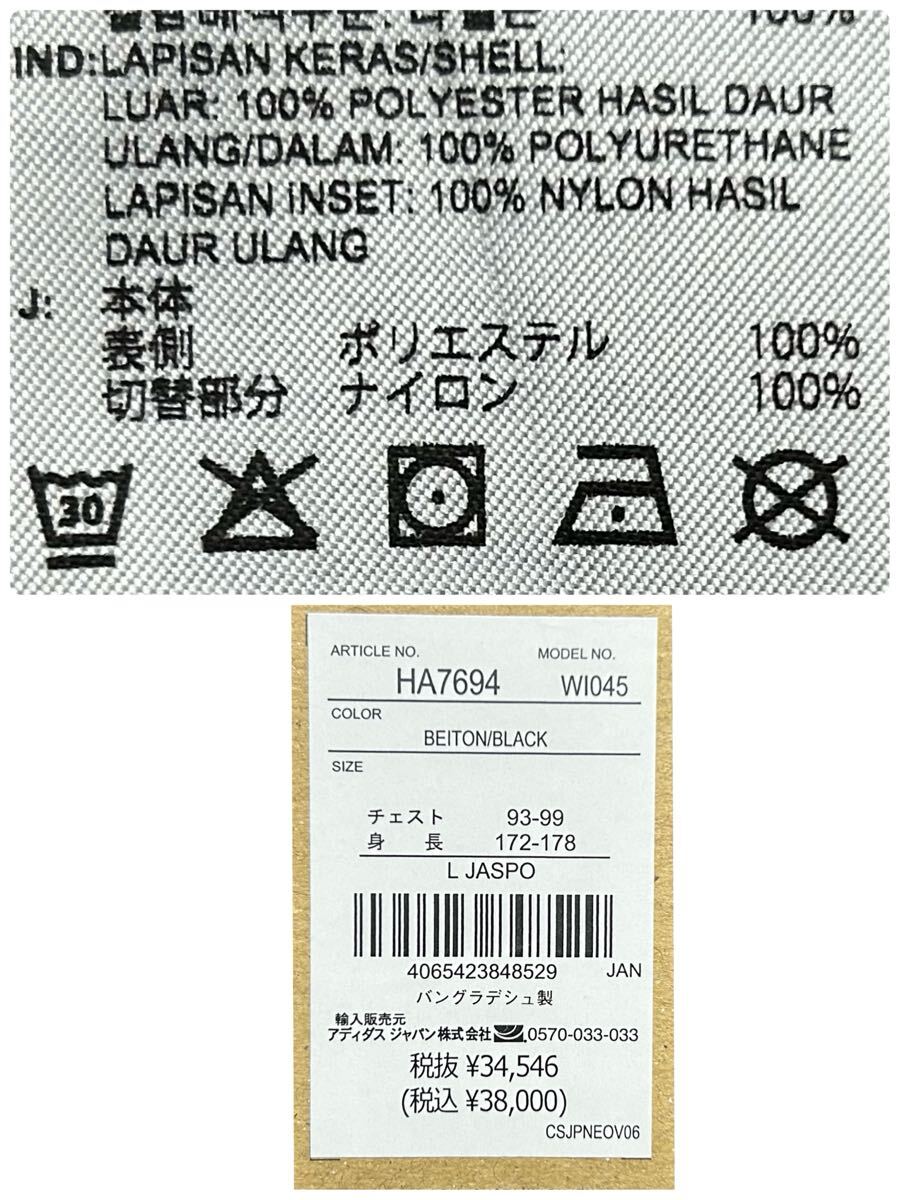 IND:LAPISAN KERAS/SHELL:
LUAR: 100% POLYESTER HASIL DAUR
ULANG/DALAM: 100% POLYURETHANE
LAPISAN INSET: 100% NYLON HASIL
DAUR ULANG
J: 本体
表側 ポリエステル 100%
切替部分 ナイロン 100%
30
ARTICLE NO. MODEL NO.
HA7694 WI045
COLOR
BEITON/BLACK
SIZE
チェスト 93-99
身長 172-178
L JASPO
4065423848529 JAN
バングラデシュ製
輸入販売元
アディダス ジャパン株式会社 0570-033-033
税抜 ¥34,546
(税込 ¥38,000)
CSJPNEOV06